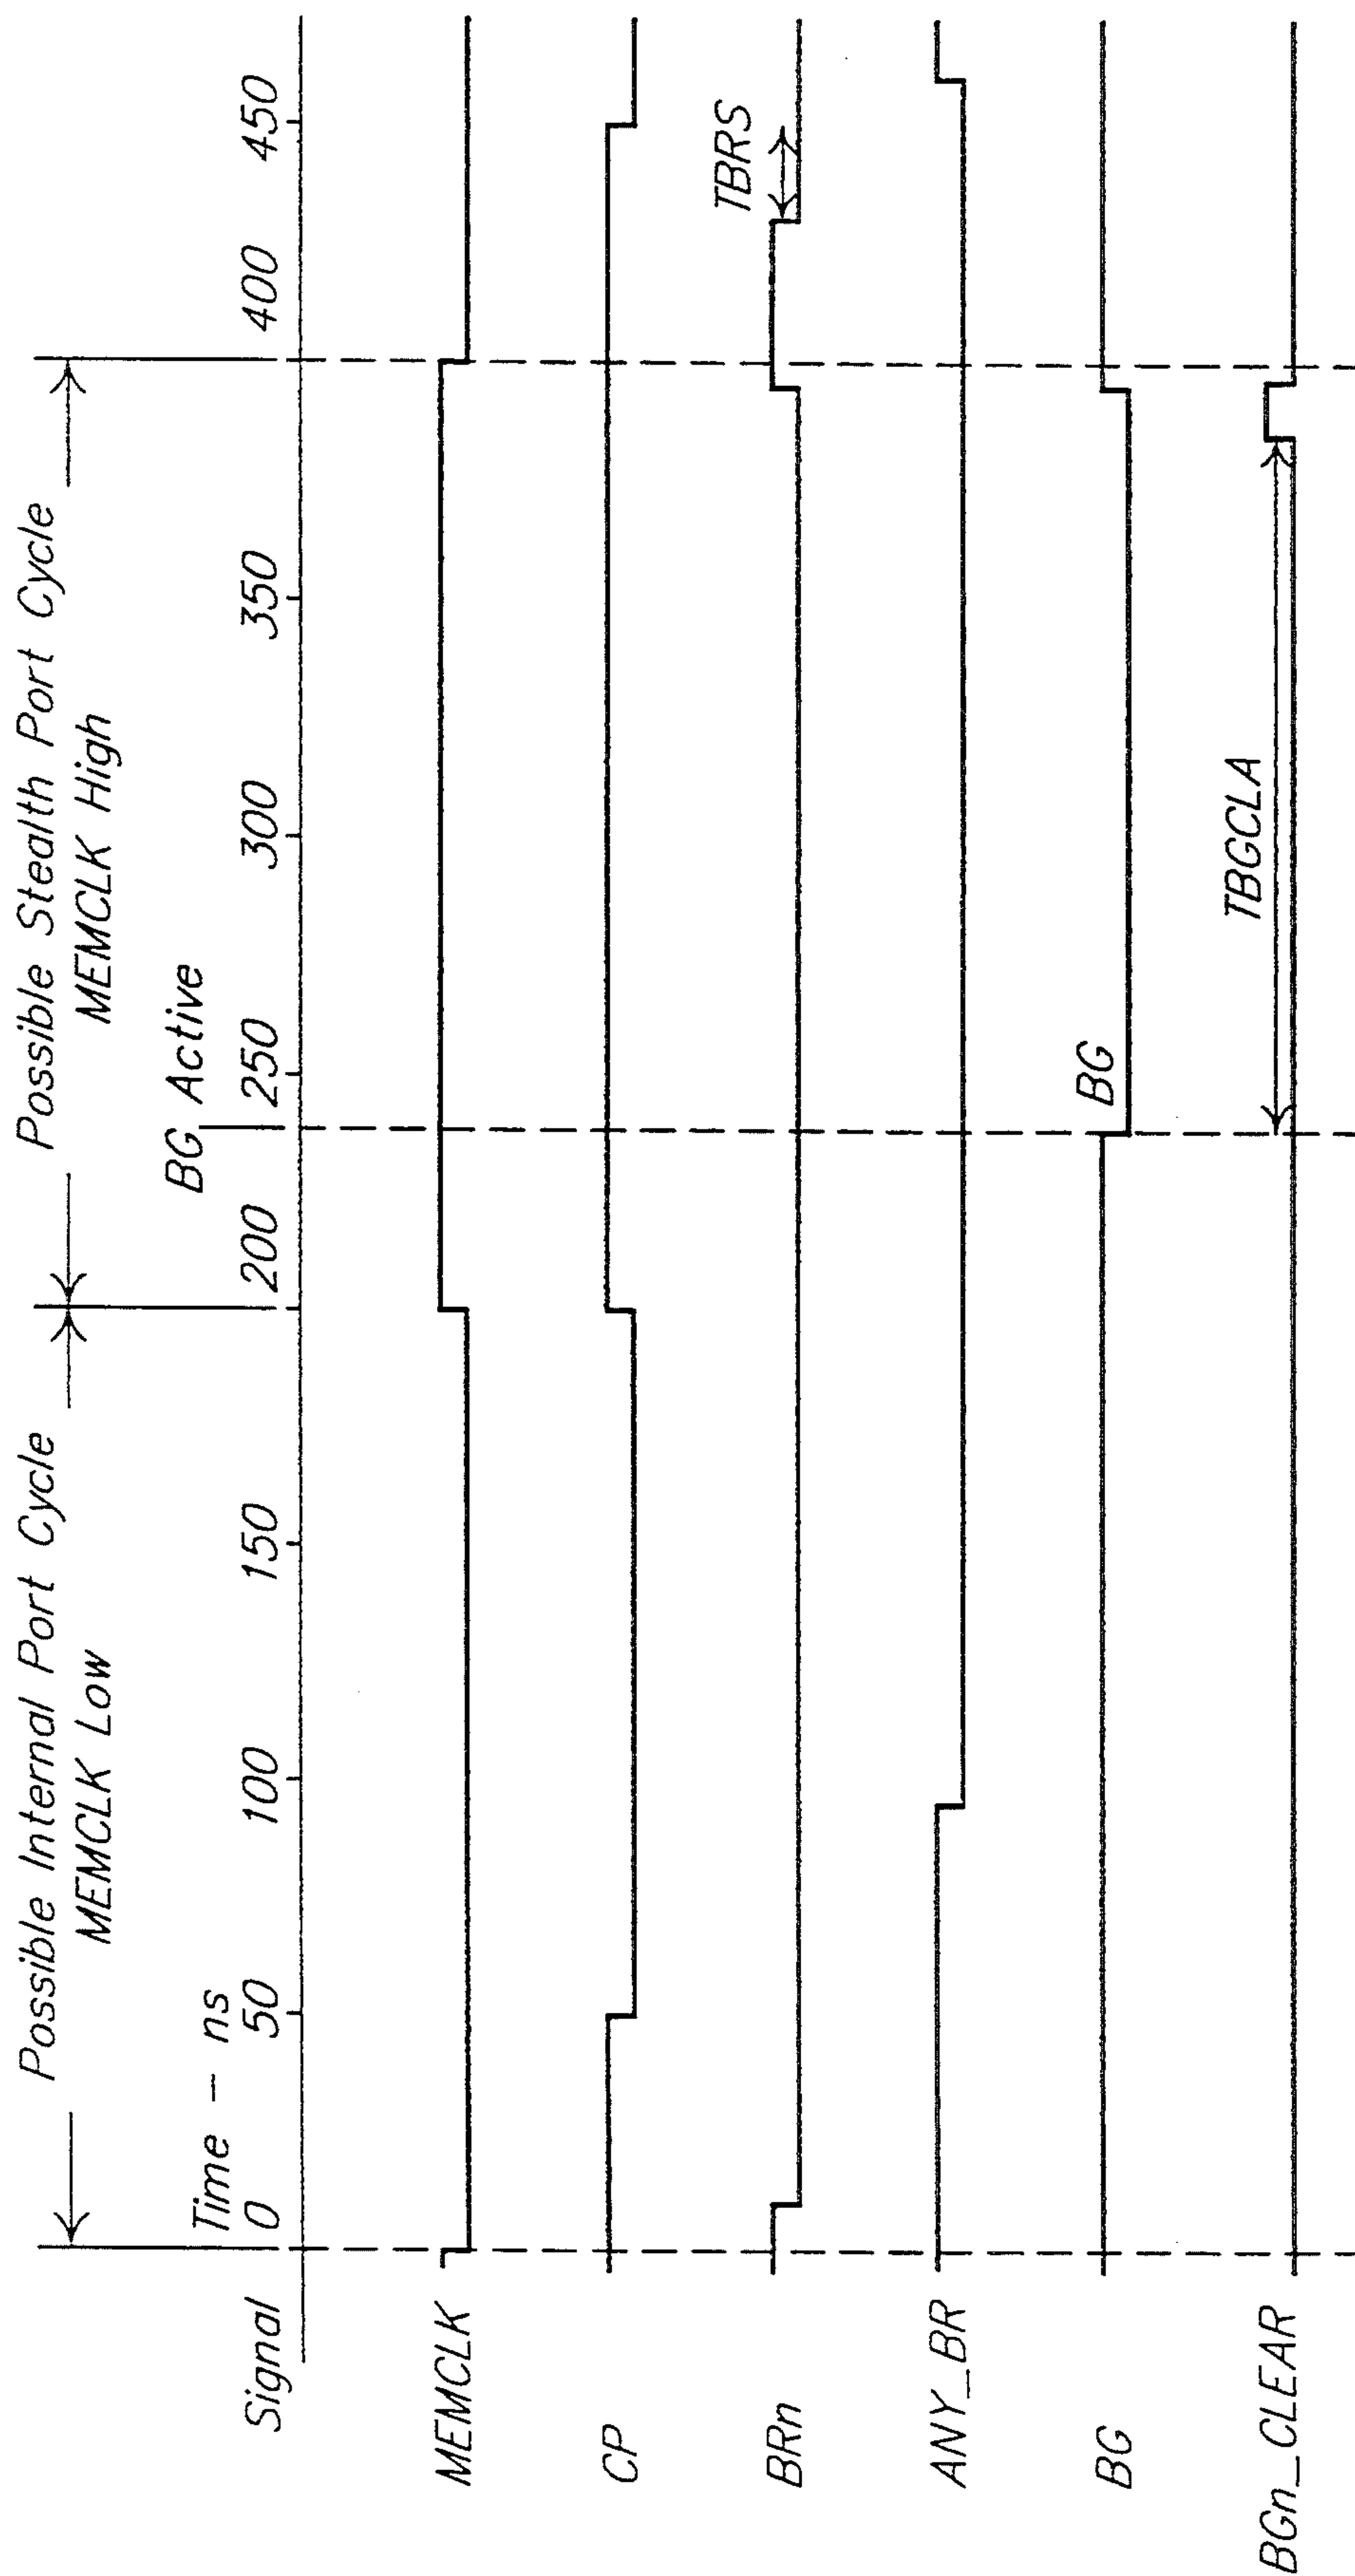 Possible Internal Port Cycle
MEMCLK Low
Possible Stealth Port Cycle
MEMCLK High
BG Active
Time - ns
Signal
0
50
100
150
200
250
300
350
400
450
MEMCLK
CP
BRn
TBRS
ANY_BR
BG
BG
BGn_CLEAR
TBGCLA